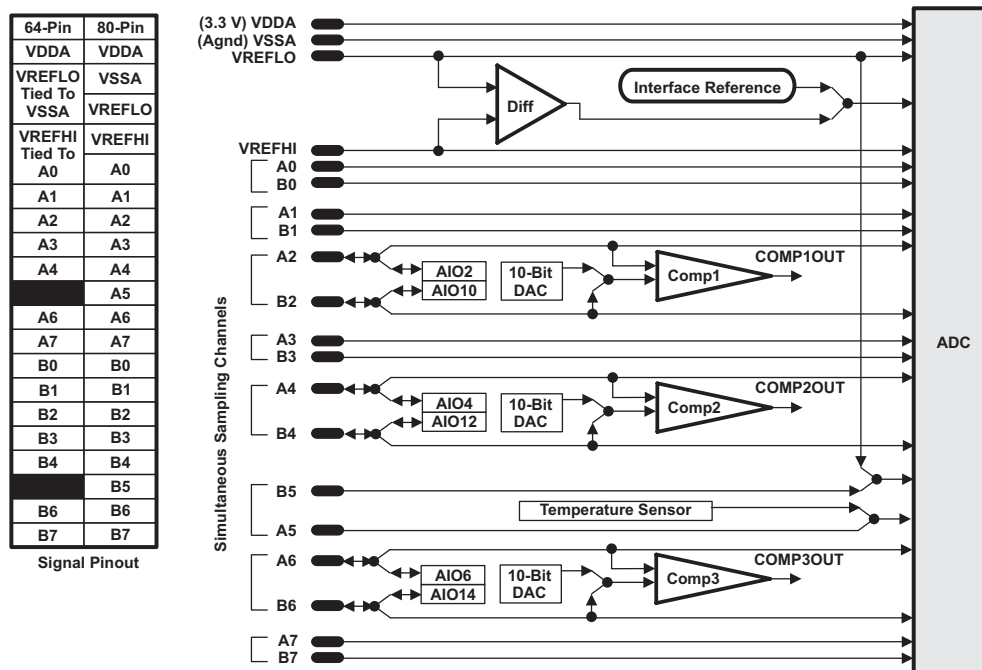 64-Pin 80-Pin
VDDA VDDA
VREFLO
Tied To
VSSA
VSSA
VREFLO
VREFHI
Tied To
A0
VREFHI
A0
A1 A1
A2 A2
A3 A3
A4 A4
A5
A6 A6
A7 A7
B0 B0
B1 B1
B2 B2
B3 B3
B4 B4
B5
B6 B6
B7 B7
Signal Pinout
Simultaneous Sampling Channels
(3.3 V) VDDA
(Agnd) VSSA
VREFLO
Interface Reference
Diff
VREFHI
A0
B0
A1
B1
A2
B2
AIO2
AIO10
10-Bit
DAC
Comp1
COMP1OUT
A3
B3
ADC
A4
B4
AIO4
AIO12
10-Bit
DAC
Comp2
COMP2OUT
B5
Temperature Sensor
A5
A6
B6
AIO6
AIO14
10-Bit
DAC
Comp3
COMP3OUT
A7
B7